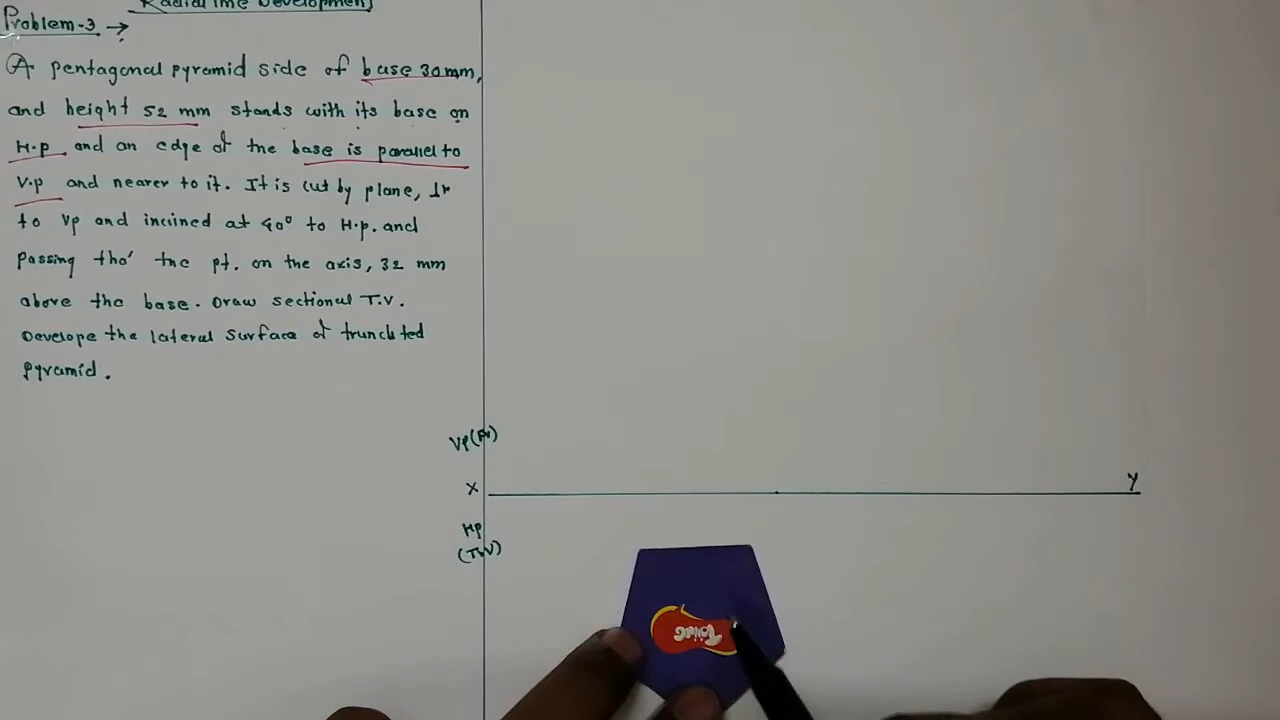 Radial line Development
Problem-3 →
A pentagonal pyramid side of base 30mm,
and height 52 mm stands with its base on
H.p and an edge of the base is parallel to
V.p and nearer to it. It is cut by plane, ⊥r
to Vp and inclined at 40° to H.p. and
passing tho' the pt. on the axis, 32 mm
above the base. Draw sectional T.V.
Develope the lateral surface of truncated
pyramid.
Vp(FV)
X
Y
Hp
(TV)